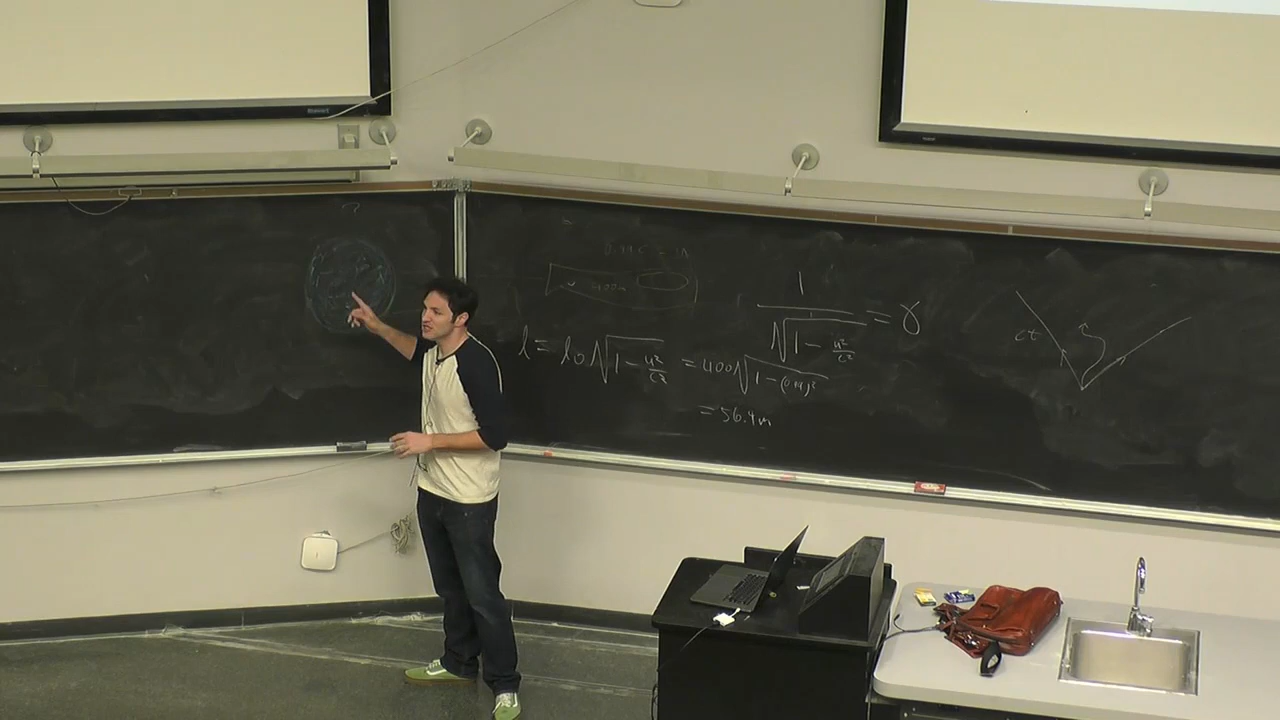 ?
0.99C =
400m
l = l₀√(1 - u²/c²) = 400√(1 - (0.99)²)
= 56.4m
1/√(1 - u²/c²) = γ
ct